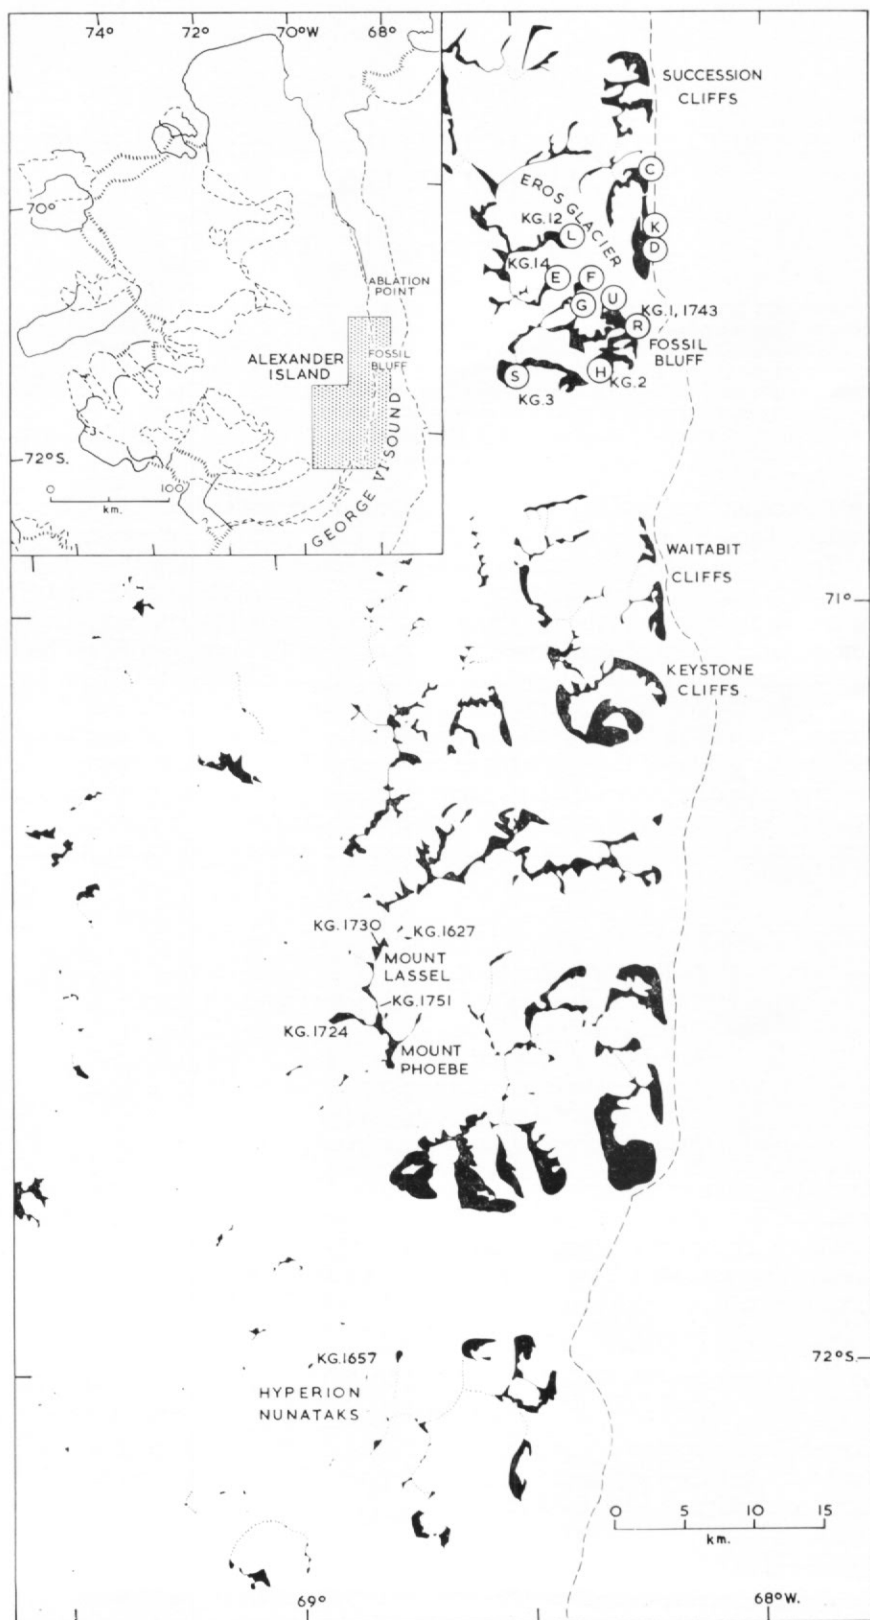 74°
72°
70°W
68°
70°
ABLATION
POINT
ALEXANDER
ISLAND
FOSSIL
BLUFF
72°S.
0 100
km.
GEORGE VI SOUND
SUCCESSION
CLIFFS
C
EROS GLACIER
KG.12
L
K
D
KG.14
E
F
G
U
KG.1, 1743
R
FOSSIL
BLUFF
S
H
KG.2
KG.3
WAITABIT
CLIFFS
71°
KEYSTONE
CLIFFS
KG.1730
KG.1627
MOUNT
LASSEL
KG.1751
KG.1724
MOUNT
PHOEBE
KG.1657
72°S.
HYPERION
NUNATAKS
0 5 10 15
km.
69°
68°W.